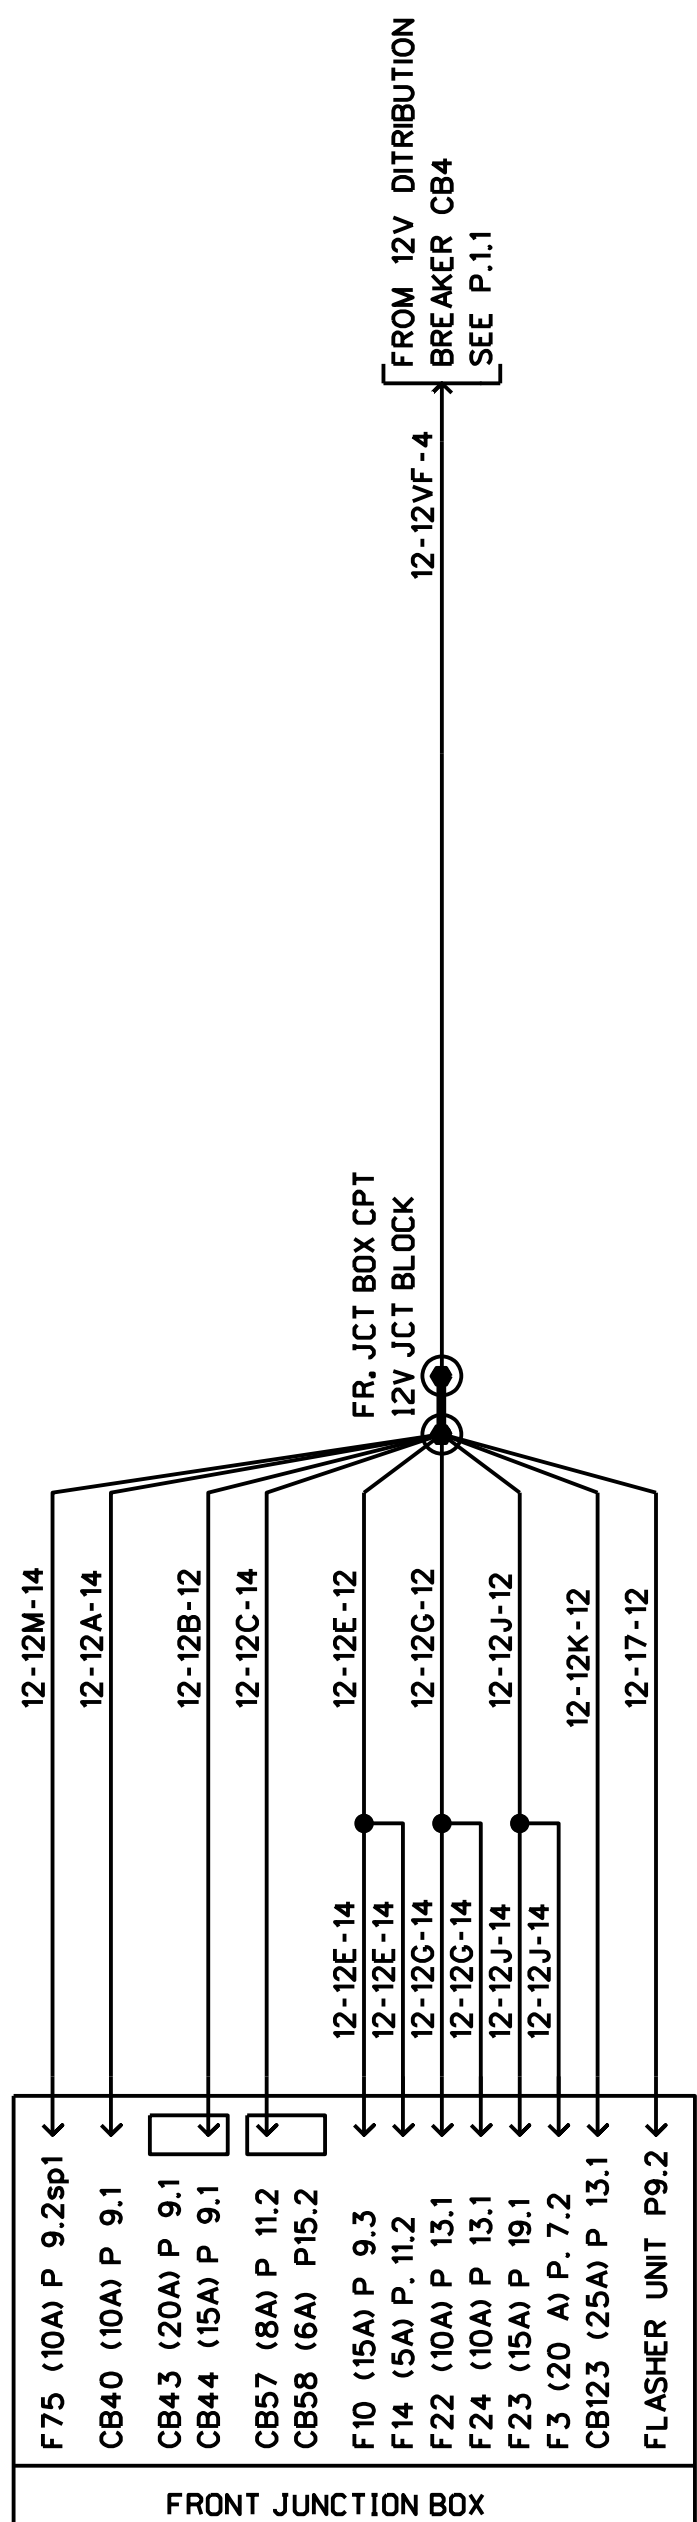 FROM 12V DITRIBUTION
BREAKER CB4
SEE P.1.1
12-12VF-4
FR. JCT BOX CPT
12V JCT BLOCK
12-12M-14
12-12A-14
12-12B-12
12-12C-14
12-12E-12
12-12G-12
12-12J-12
12-12K-12
12-17-12
12-12E-14
12-12E-14
12-12G-14
12-12G-14
12-12J-14
12-12J-14
F75 (10A) P 9.2sp1
CB40 (10A) P 9.1
CB43 (20A) P 9.1
CB44 (15A) P 9.1
CB57 (8A) P 11.2
CB58 (6A) P15.2
F10 (15A) P 9.3
F14 (5A) P. 11.2
F22 (10A) P 13.1
F24 (10A) P 13.1
F23 (15A) P 19.1
F3 (20 A) P. 7.2
CB123 (25A) P 13.1
FLASHER UNIT P9.2
FRONT JUNCTION BOX